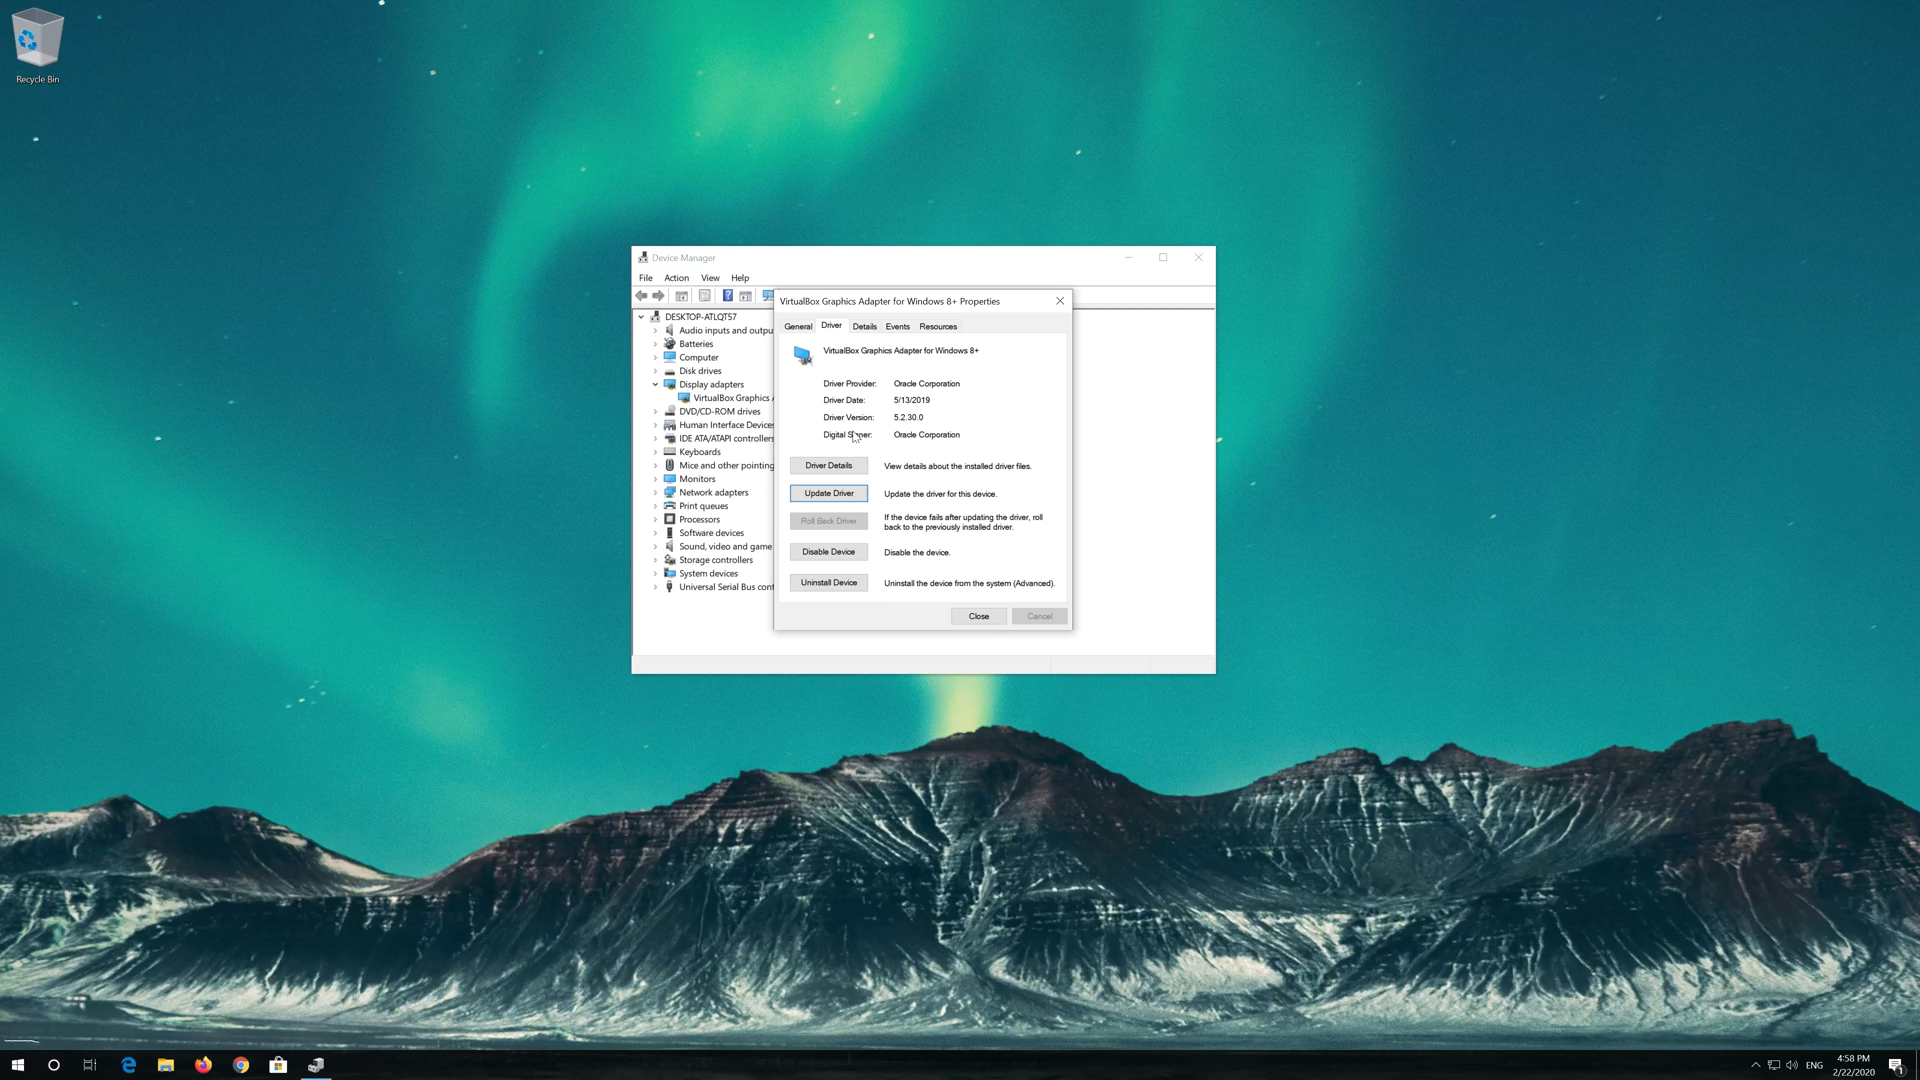 Recycle Bin
Device Manager
File Action View Help
DESKTOP-ATLQT57
Audio inputs and outpu
Batteries
Computer
Disk drives
Display adapters
VirtualBox Graphics A
DVD/CD-ROM drives
Human Interface Devices
IDE ATA/ATAPI controllers
Keyboards
Mice and other pointing
Monitors
Network adapters
Print queues
Processors
Software devices
Sound, video and game
Storage controllers
System devices
Universal Serial Bus cont
VirtualBox Graphics Adapter for Windows 8+ Properties
General Driver Details Events Resources
VirtualBox Graphics Adapter for Windows 8+
Driver Provider: Oracle Corporation
Driver Date: 5/13/2019
Driver Version: 5.2.30.0
Digital Signer: Oracle Corporation
Driver Details View details about the installed driver files.
Update Driver Update the driver for this device.
Roll Back Driver If the device fails after updating the driver, roll
back to the previously installed driver.
Disable Device Disable the device.
Uninstall Device Uninstall the device from the system (Advanced).
Close Cancel
ENG
4:58 PM
2/22/2020
1